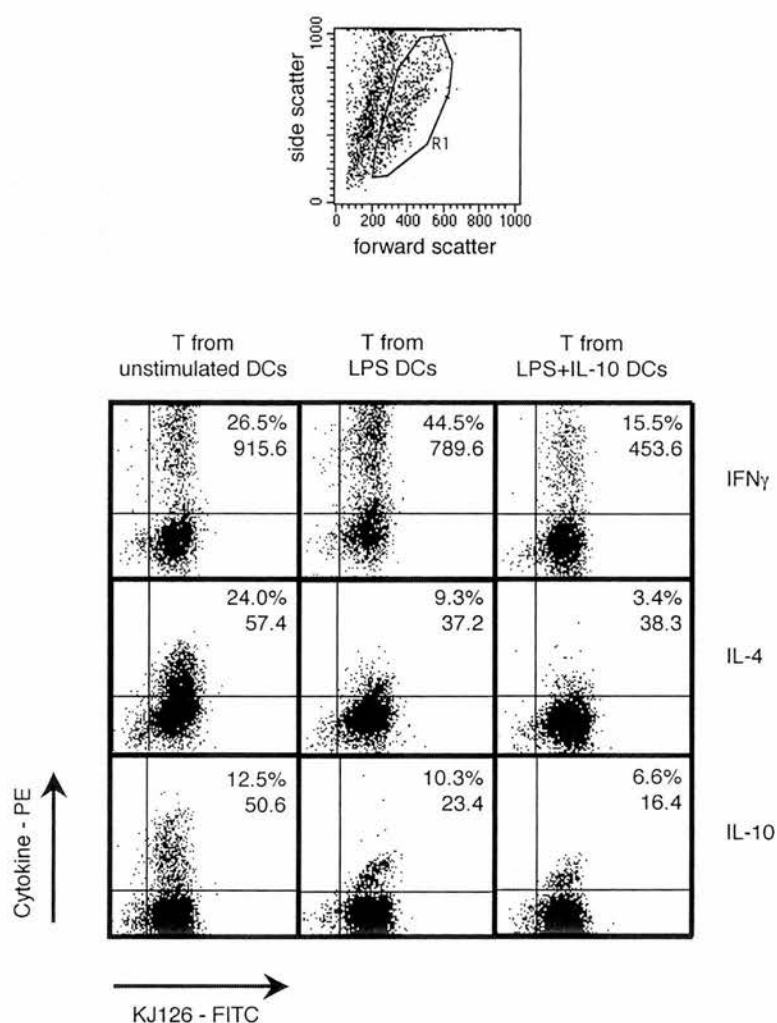 1000
side scatter
R1
0
0 200 400 600 800 1000
forward scatter
T from
unstimulated DCs
T from
LPS DCs
T from
LPS+IL-10 DCs
26.5%
915.6
44.5%
789.6
15.5%
453.6
IFNγ
24.0%
57.4
9.3%
37.2
3.4%
38.3
IL-4
12.5%
50.6
10.3%
23.4
6.6%
16.4
IL-10
Cytokine - PE
KJ126 - FITC